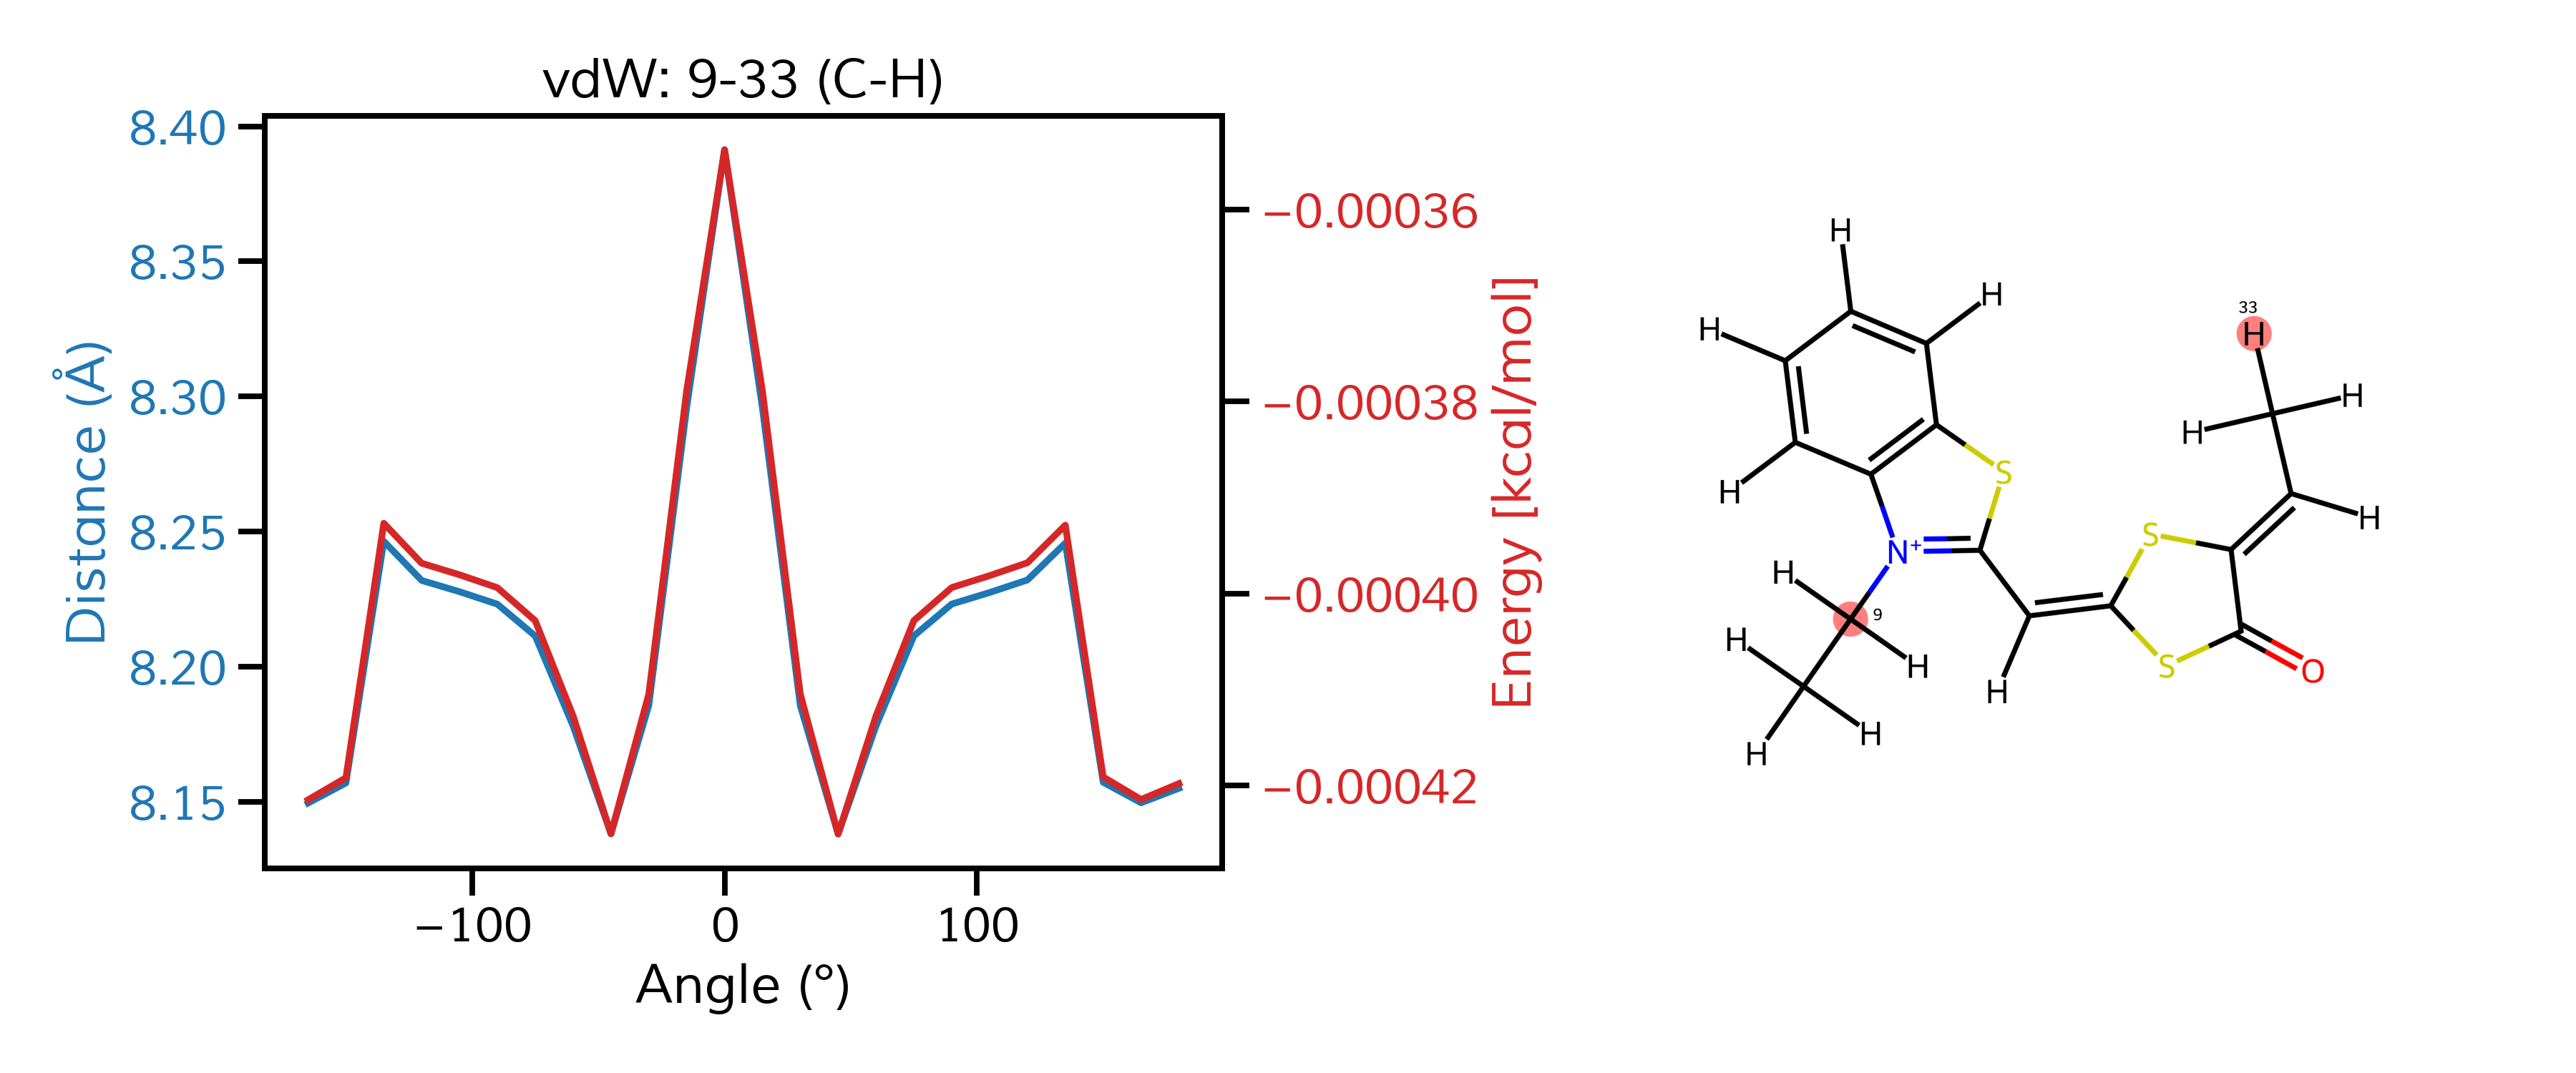 vdW: 9-33 (C-H)
8.40
8.35
8.30
8.25
8.20
8.15
Distance (Å)
−0.00036
−0.00038
−0.00040
−0.00042
Energy [kcal/mol]
−100 0 100
Angle (°)
H
H
H
33
H
H
H
H
S
H
H
S
N+
H
9
H
H
S
O
H
H
H